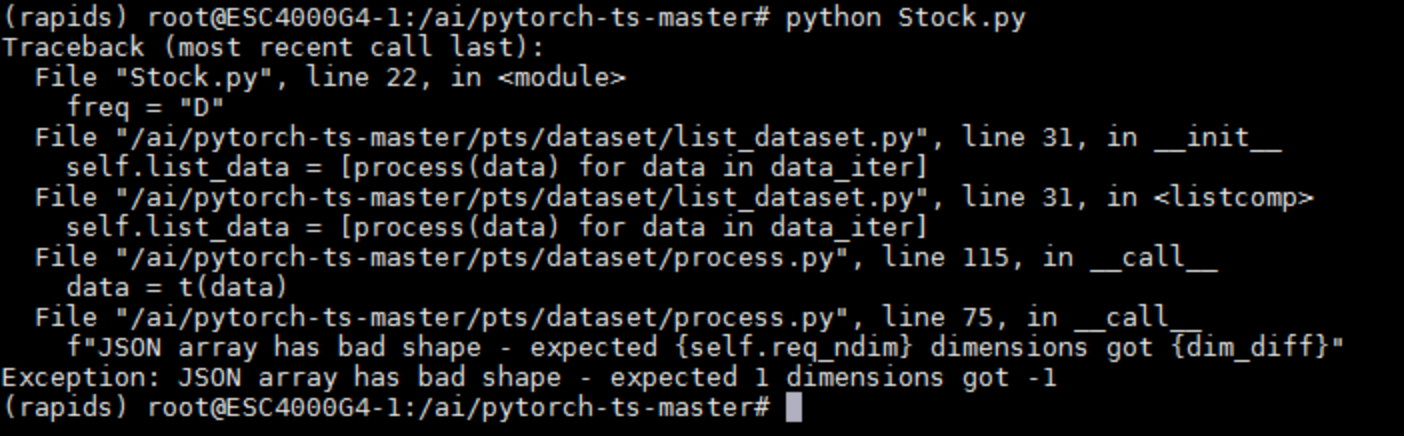 (rapids) root@ESC4000G4-1:/ai/pytorch-ts-master# python Stock.py
Traceback (most recent call last):
  File "Stock.py", line 22, in <module>
    freq = "D"
  File "/ai/pytorch-ts-master/pts/dataset/list_dataset.py", line 31, in __init__
    self.list_data = [process(data) for data in data_iter]
  File "/ai/pytorch-ts-master/pts/dataset/list_dataset.py", line 31, in <listcomp>
    self.list_data = [process(data) for data in data_iter]
  File "/ai/pytorch-ts-master/pts/dataset/process.py", line 115, in __call__
    data = t(data)
  File "/ai/pytorch-ts-master/pts/dataset/process.py", line 75, in __call__
    f"JSON array has bad shape - expected {self.req_ndim} dimensions got {dim_diff}"
Exception: JSON array has bad shape - expected 1 dimensions got -1
(rapids) root@ESC4000G4-1:/ai/pytorch-ts-master#